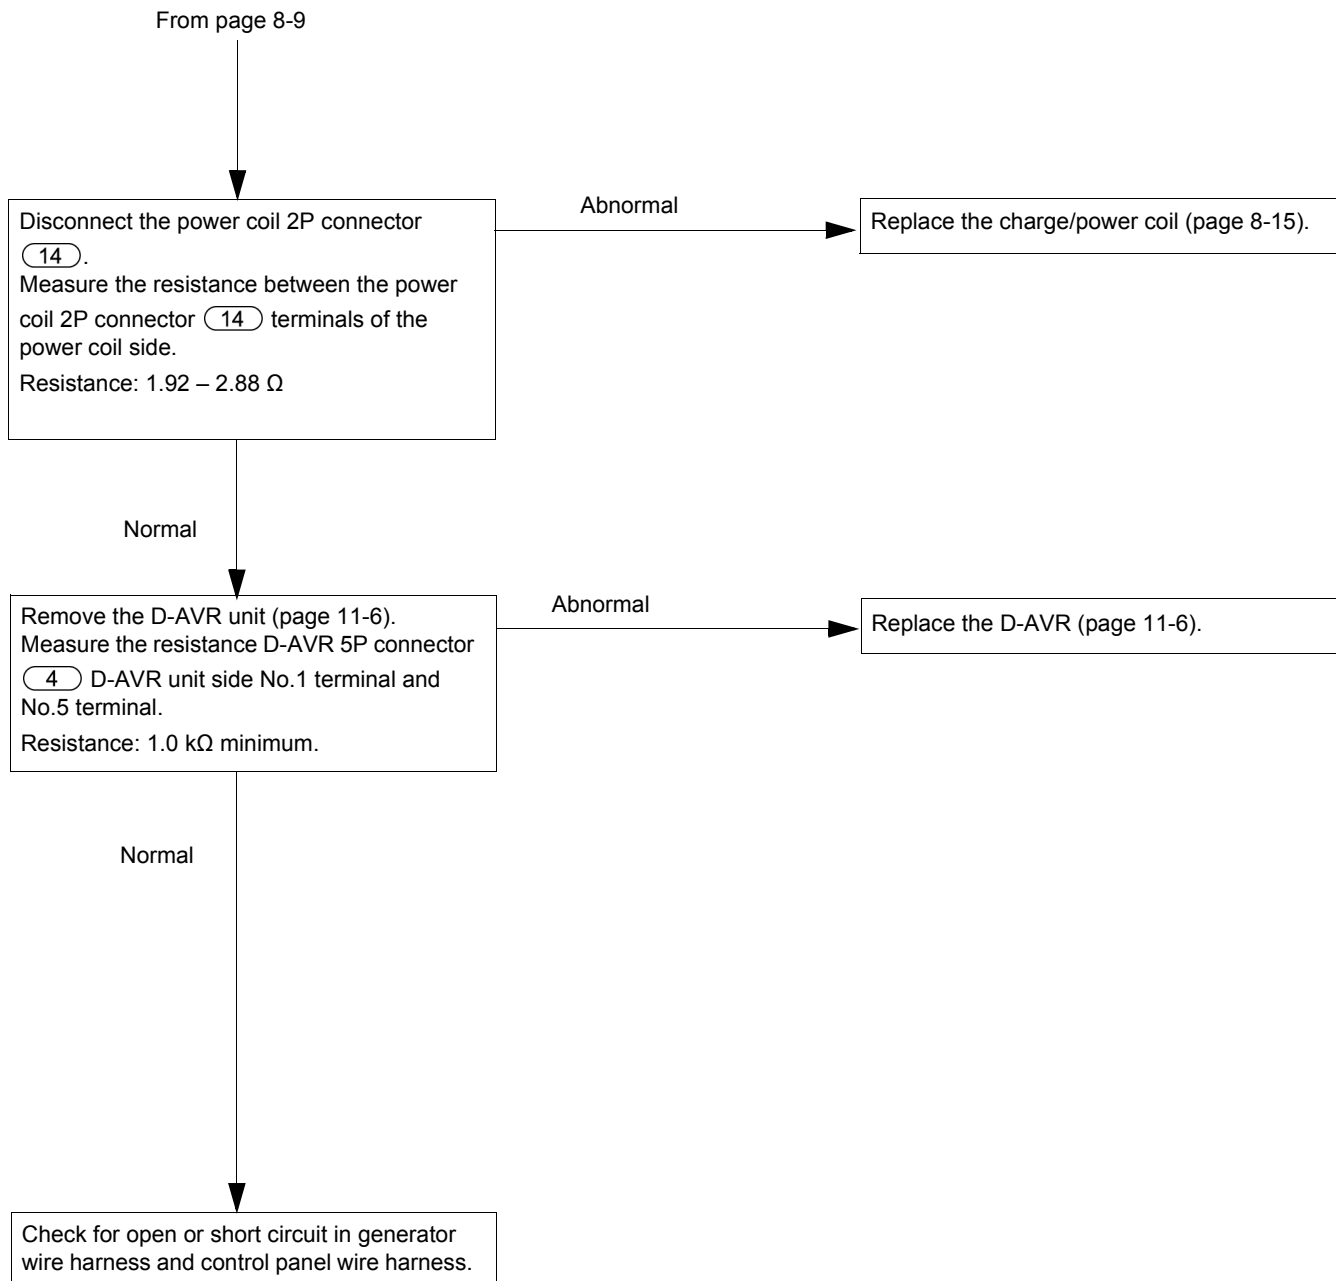 From page 8-9
Disconnect the power coil 2P connector
14 .
Measure the resistance between the power
coil 2P connector 14 terminals of the
power coil side.
Resistance: 1.92 – 2.88 Ω
Abnormal
Replace the charge/power coil (page 8-15).
Normal
Remove the D-AVR unit (page 11-6).
Measure the resistance D-AVR 5P connector
4 D-AVR unit side No.1 terminal and
No.5 terminal.
Resistance: 1.0 kΩ minimum.
Abnormal
Replace the D-AVR (page 11-6).
Normal
Check for open or short circuit in generator
wire harness and control panel wire harness.